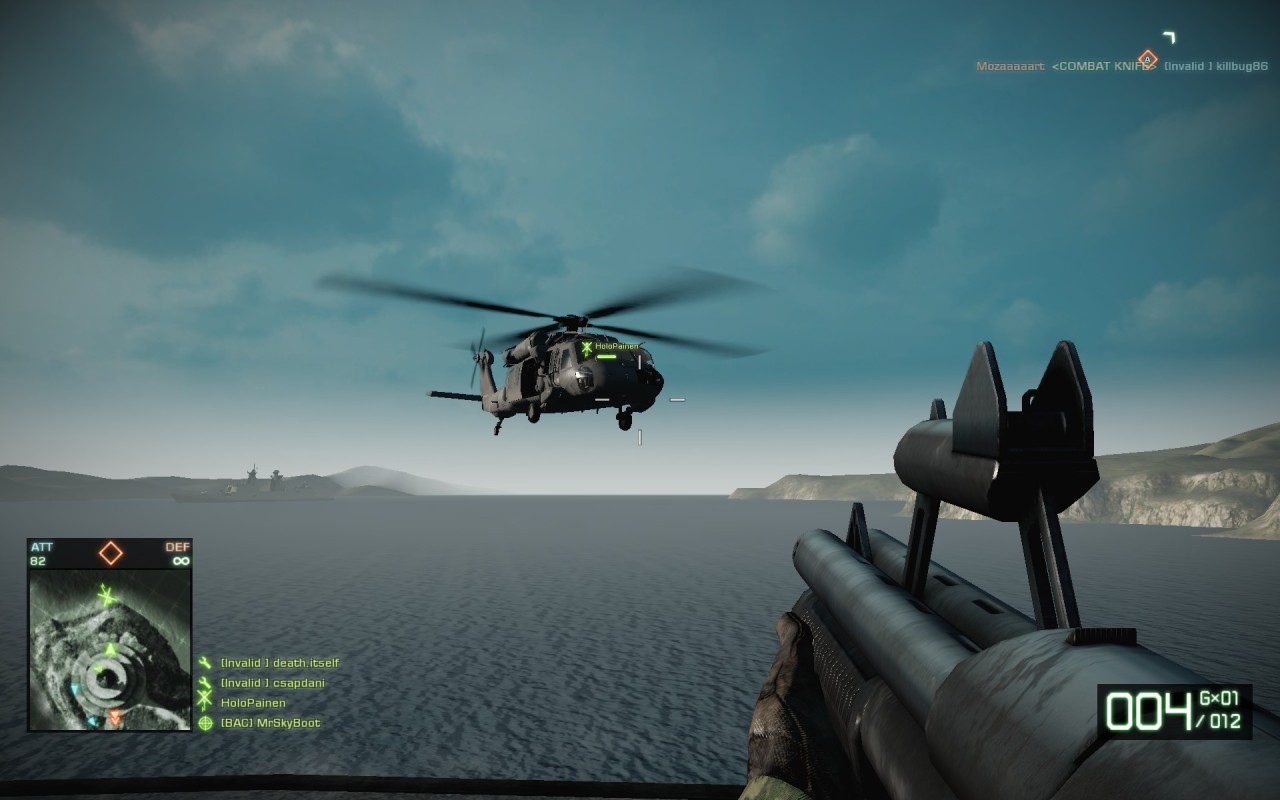 Mozaaaaart <COMBAT KNIFE> [Invalid ] killbug86
A
HoloPainen
ATT DEF
82 ∞
[Invalid ] death itself
[Invalid ] csapdani
HoloPainen
[BAC] MrSkyBoot
004 G×01
/012